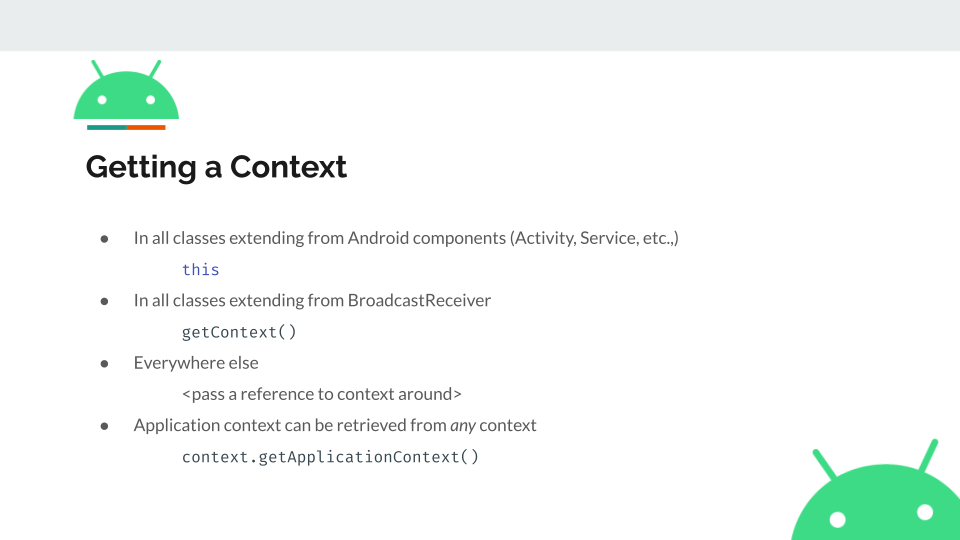 Getting a Context
● In all classes extending from Android components (Activity, Service, etc.,)
this
● In all classes extending from BroadcastReceiver
getContext()
● Everywhere else
<pass a reference to context around>
● Application context can be retrieved from any context
context.getApplicationContext()